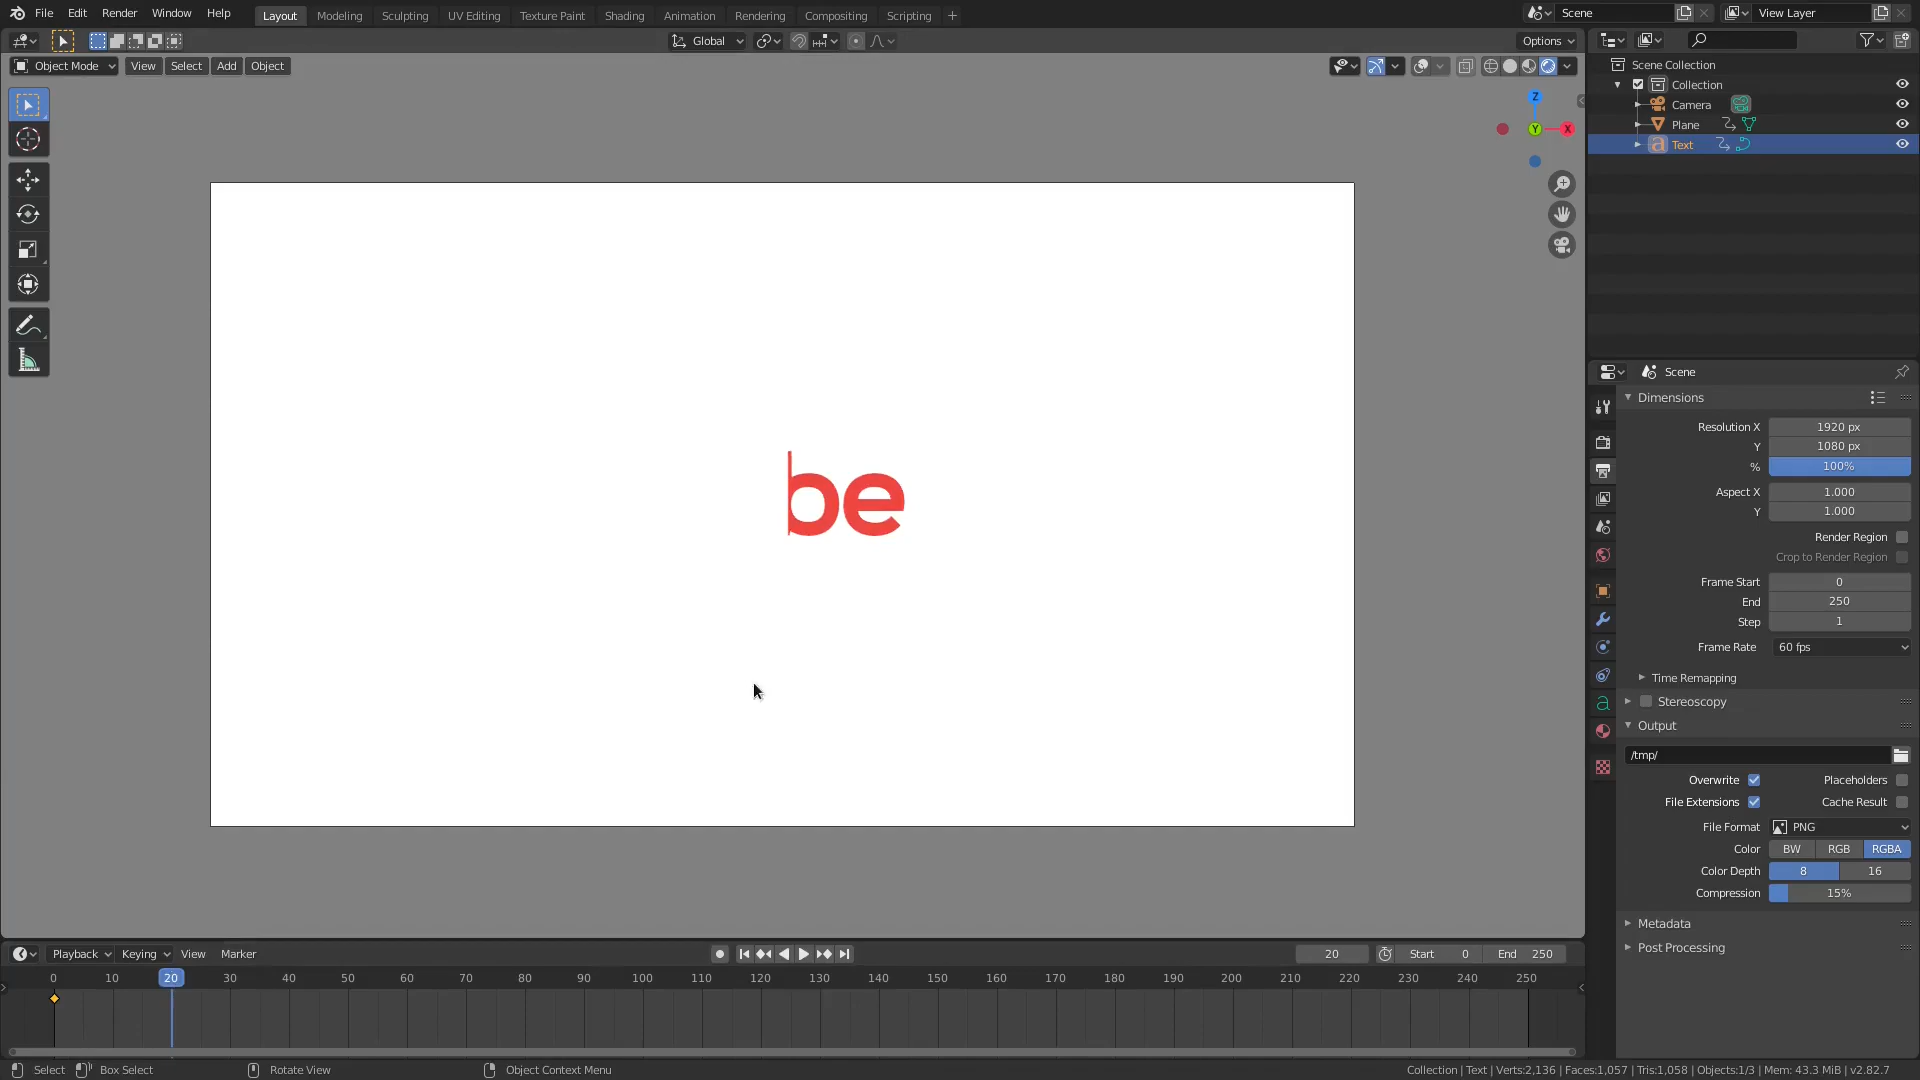 File Edit Render Window Help Layout Modeling Sculpting UV Editing Texture Paint Shading Animation Rendering Compositing Scripting + Scene View Layer
Global Options
Object Mode View Select Add Object
Z
Y X
Scene Collection
Collection
Camera
Plane
Text
be
Scene
Dimensions
Resolution X 1920 px
Y 1080 px
% 100%
Aspect X 1.000
Y 1.000
Render Region
Crop to Render Region
Frame Start 0
End 250
Step 1
Frame Rate 60 fps
Time Remapping
Stereoscopy
Output
/tmp/
Overwrite Placeholders
File Extensions Cache Result
File Format PNG
Color BW RGB RGBA
Color Depth 8 16
Compression 15%
Metadata
Post Processing
Playback Keying View Marker 20 Start 0 End 250
0 10 20 30 40 50 60 70 80 90 100 110 120 130 140 150 160 170 180 190 200 210 220 230 240 250
Select Box Select Rotate View Object Context Menu Collection | Text | Verts:2,136 | Faces:1,057 | Tris:1,058 | Objects:1/3 | Mem: 43.3 MiB | v2.82.7